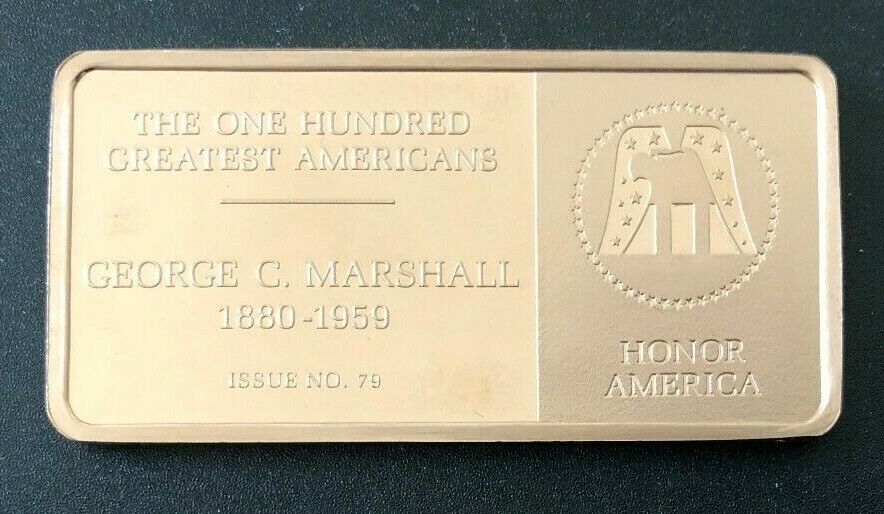 THE ONE HUNDRED
GREATEST AMERICANS
GEORGE C. MARSHALL
1880-1959
ISSUE NO. 79
HONOR
AMERICA